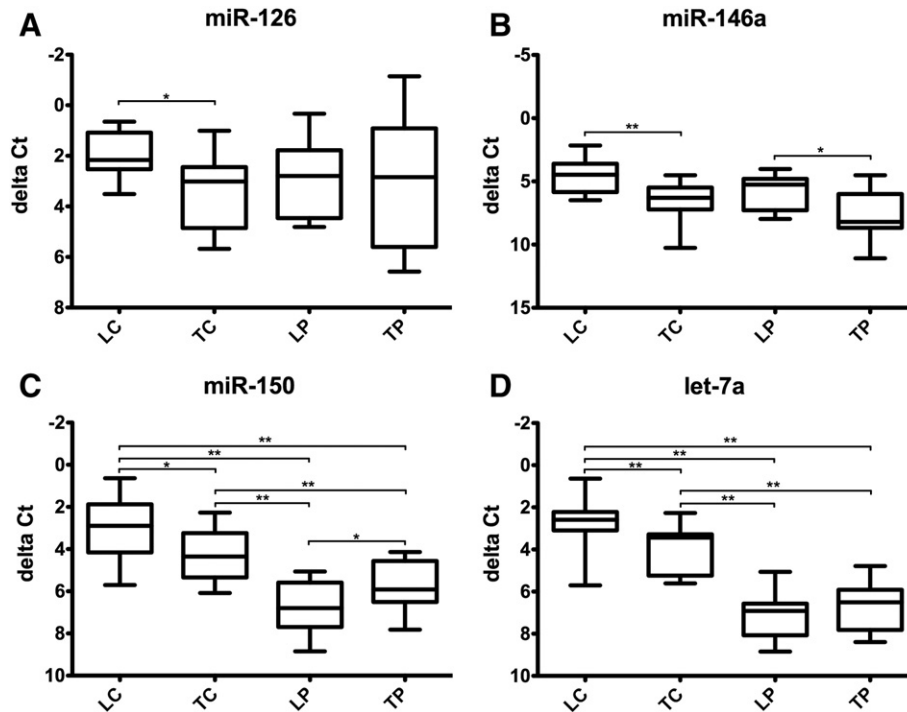 A
miR-126
-2
0
2
4
6
8
delta Ct
*
LC
TC
LP
TP
B
miR-146a
-5
0
5
10
15
delta Ct
**
*
LC
TC
LP
TP
C
miR-150
-2
0
2
4
6
8
10
delta Ct
**
**
*
**
**
*
LC
TC
LP
TP
D
let-7a
-2
0
2
4
6
8
10
delta Ct
**
**
**
**
**
LC
TC
LP
TP